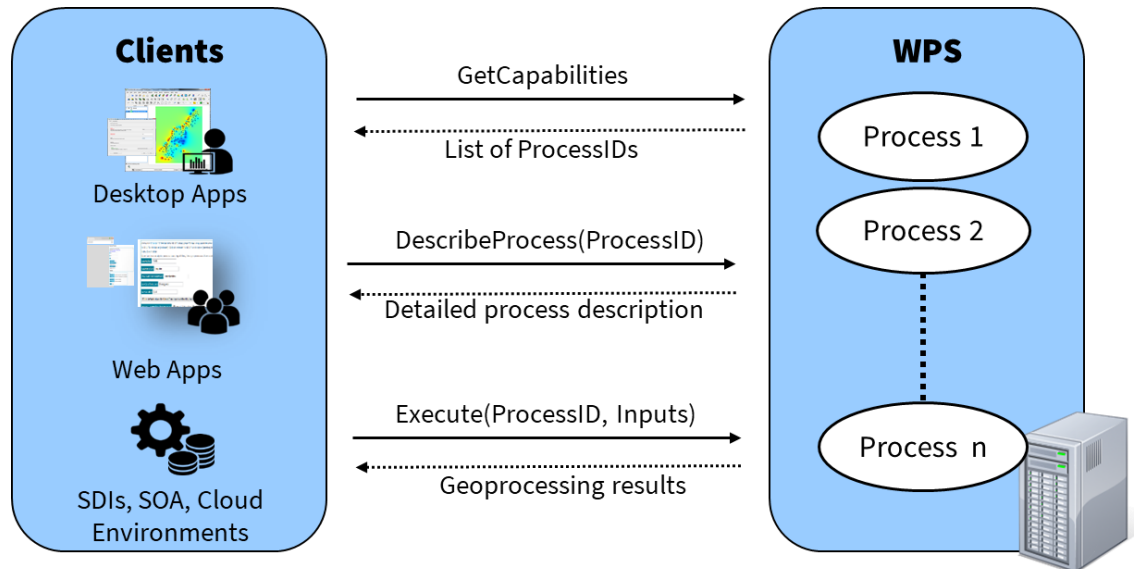 Clients
Desktop Apps
Web Apps
SDIs, SOA, Cloud
Environments
GetCapabilities
List of ProcessIDs
DescribeProcess(ProcessID)
Detailed process description
Execute(ProcessID, Inputs)
Geoprocessing results
WPS
Process 1
Process 2
Process n